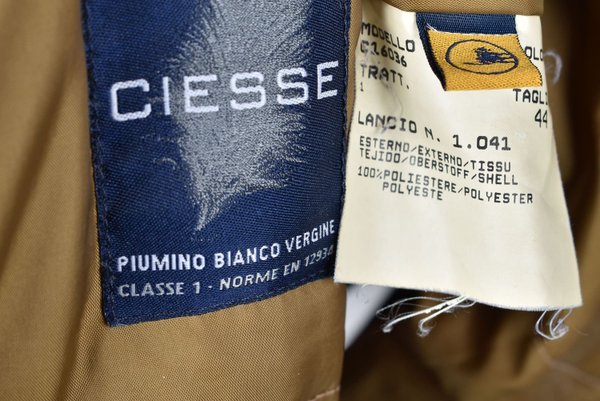 CIESSE
PIUMINO BIANCO VERGINE
CLASSE 1 - NORME EN 12934
MODELLO
C16036
TRATT.
1
TAGLI
44
LANCIO N. 1.041
ESTERNO/EXTERNO/TISSU
TEJIDO/OBERSTOFF/SHELL
100%POLIESTERE/POLYESTER
POLYESTE